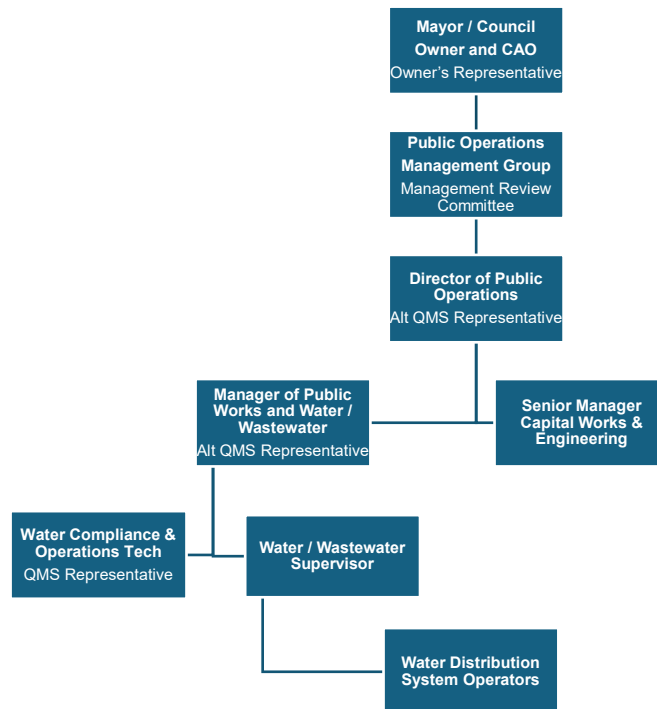 Mayor / Council
Owner and CAO
Owner's Representative
Public Operations
Management Group
Management Review
Committee
Director of Public
Operations
Alt QMS Representative
Manager of Public
Works and Water /
Wastewater
Alt QMS Representative
Senior Manager
Capital Works &
Engineering
Water Compliance &
Operations Tech
QMS Representative
Water / Wastewater
Supervisor
Water Distribution
System Operators